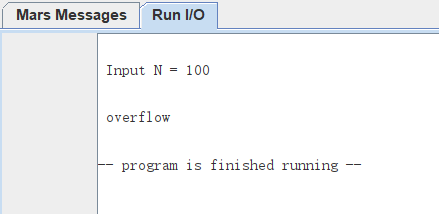 Mars Messages Run I/O
Input N = 100
overflow
-- program is finished running --